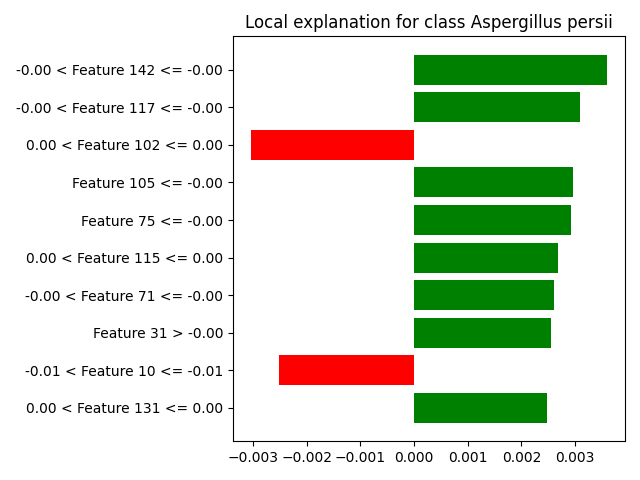 Local explanation for class Aspergillus persii
-0.00 < Feature 142 <= -0.00
-0.00 < Feature 117 <= -0.00
0.00 < Feature 102 <= 0.00
Feature 105 <= -0.00
Feature 75 <= -0.00
0.00 < Feature 115 <= 0.00
-0.00 < Feature 71 <= -0.00
Feature 31 > -0.00
-0.01 < Feature 10 <= -0.01
0.00 < Feature 131 <= 0.00
−0.003 −0.002 −0.001 0.000 0.001 0.002 0.003